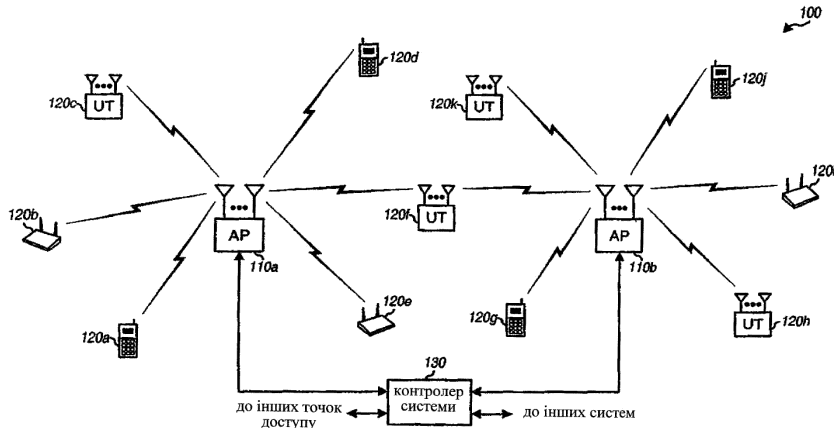 100
120d
120j
120c
UT
120k
UT
120b
120f
UT
120i
AP
110a
AP
110b
120a
120e
120g
UT
120h
130
контролер
системи
до інших точок
доступу
до інших систем